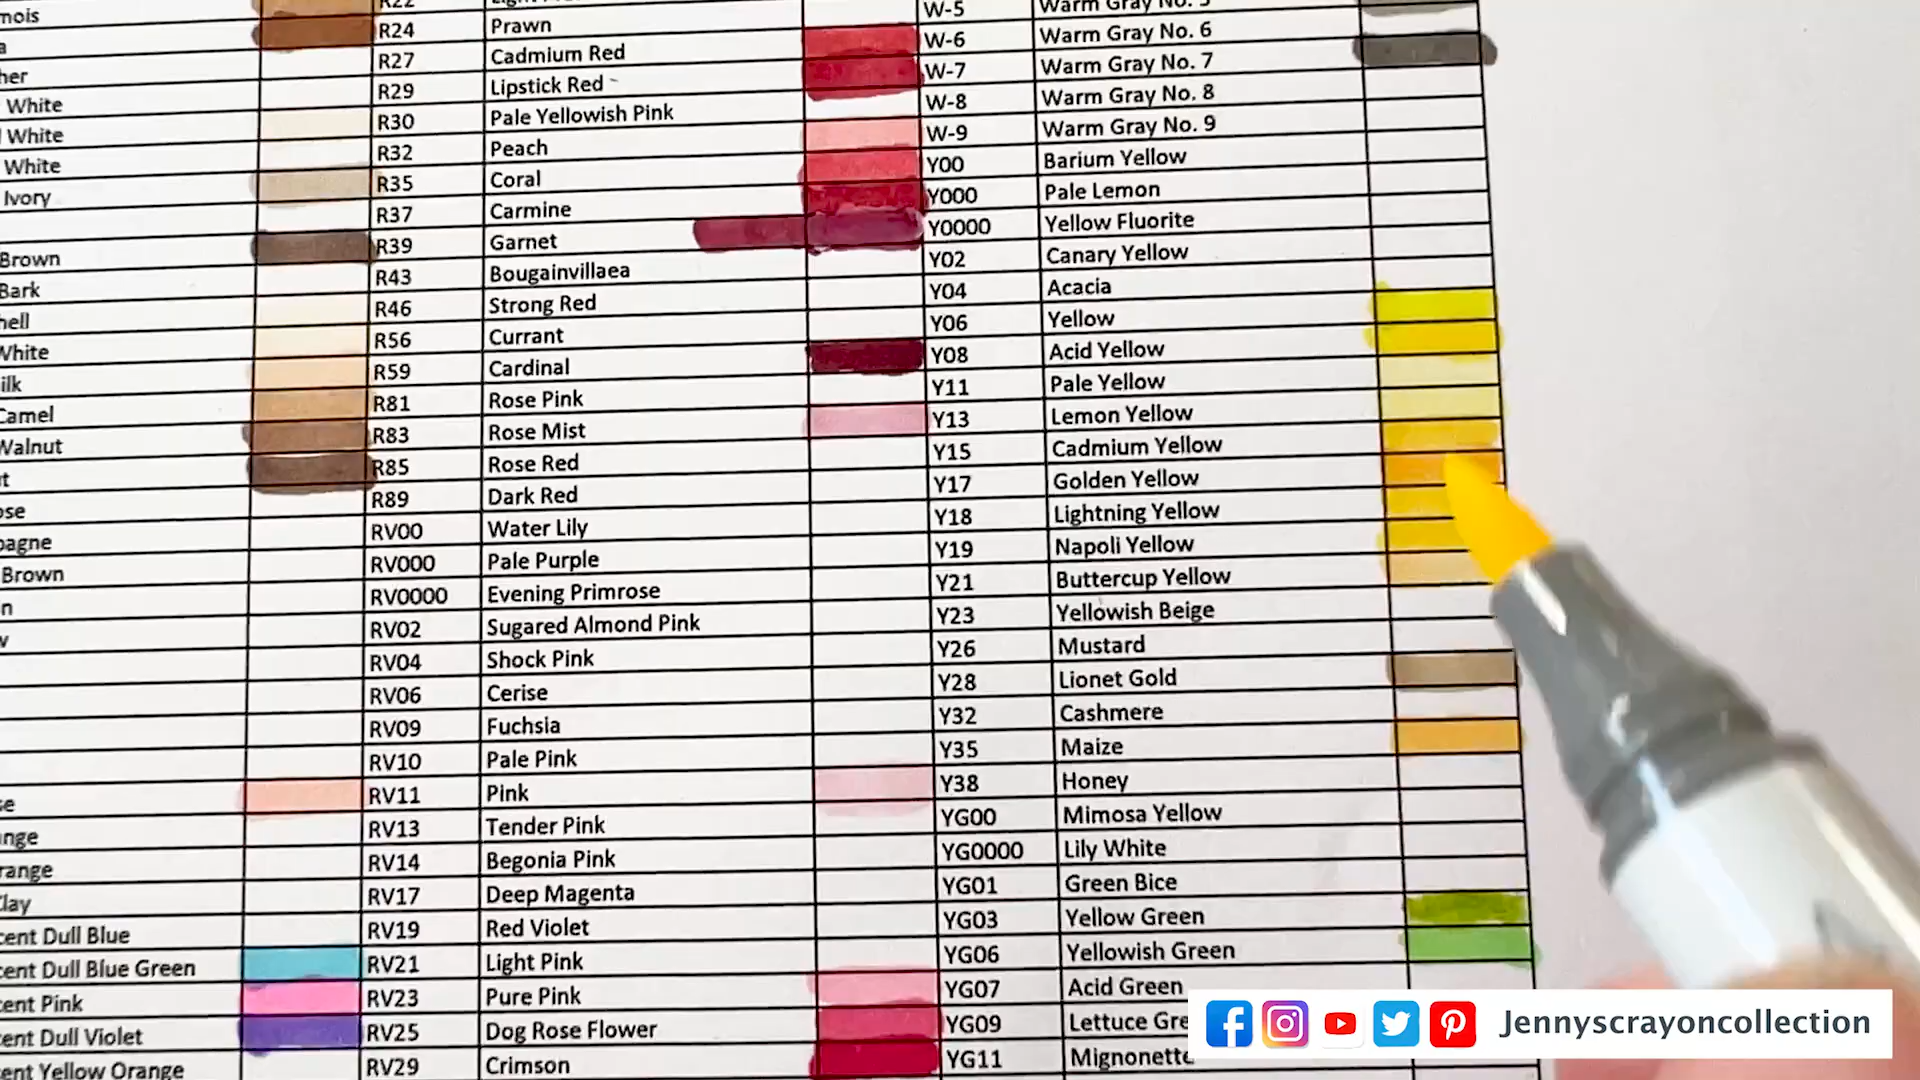 mois R22 W-5 Warm Gray No. 5
a R24 Prawn W-6 Warm Gray No. 6
her R27 Cadmium Red W-7 Warm Gray No. 7
White R29 Lipstick Red W-8 Warm Gray No. 8
White R30 Pale Yellowish Pink W-9 Warm Gray No. 9
White R32 Peach Y00 Barium Yellow
Ivory R35 Coral Y000 Pale Lemon
R37 Carmine Y0000 Yellow Fluorite
Brown R39 Garnet Y02 Canary Yellow
Bark R43 Bougainvillaea Y04 Acacia
hell R46 Strong Red Y06 Yellow
White R56 Currant Y08 Acid Yellow
ilk R59 Cardinal Y11 Pale Yellow
Camel R81 Rose Pink Y13 Lemon Yellow
Walnut R83 Rose Mist Y15 Cadmium Yellow
t R85 Rose Red Y17 Golden Yellow
ose R89 Dark Red Y18 Lightning Yellow
pagne RV00 Water Lily Y19 Napoli Yellow
Brown RV000 Pale Purple Y21 Buttercup Yellow
n RV0000 Evening Primrose Y23 Yellowish Beige
w RV02 Sugared Almond Pink Y26 Mustard
RV04 Shock Pink Y28 Lionet Gold
RV06 Cerise Y32 Cashmere
RV09 Fuchsia Y35 Maize
RV10 Pale Pink Y38 Honey
se RV11 Pink YG00 Mimosa Yellow
nge RV13 Tender Pink YG0000 Lily White
range RV14 Begonia Pink YG01 Green Bice
Clay RV17 Deep Magenta YG03 Yellow Green
cent Dull Blue RV19 Red Violet YG06 Yellowish Green
cent Dull Blue Green RV21 Light Pink YG07 Acid Green
cent Pink RV23 Pure Pink YG09 Lettuce Gre
cent Dull Violet RV25 Dog Rose Flower YG11 Mignonette
cent Yellow Orange RV29 Crimson
Jennyscrayoncollection